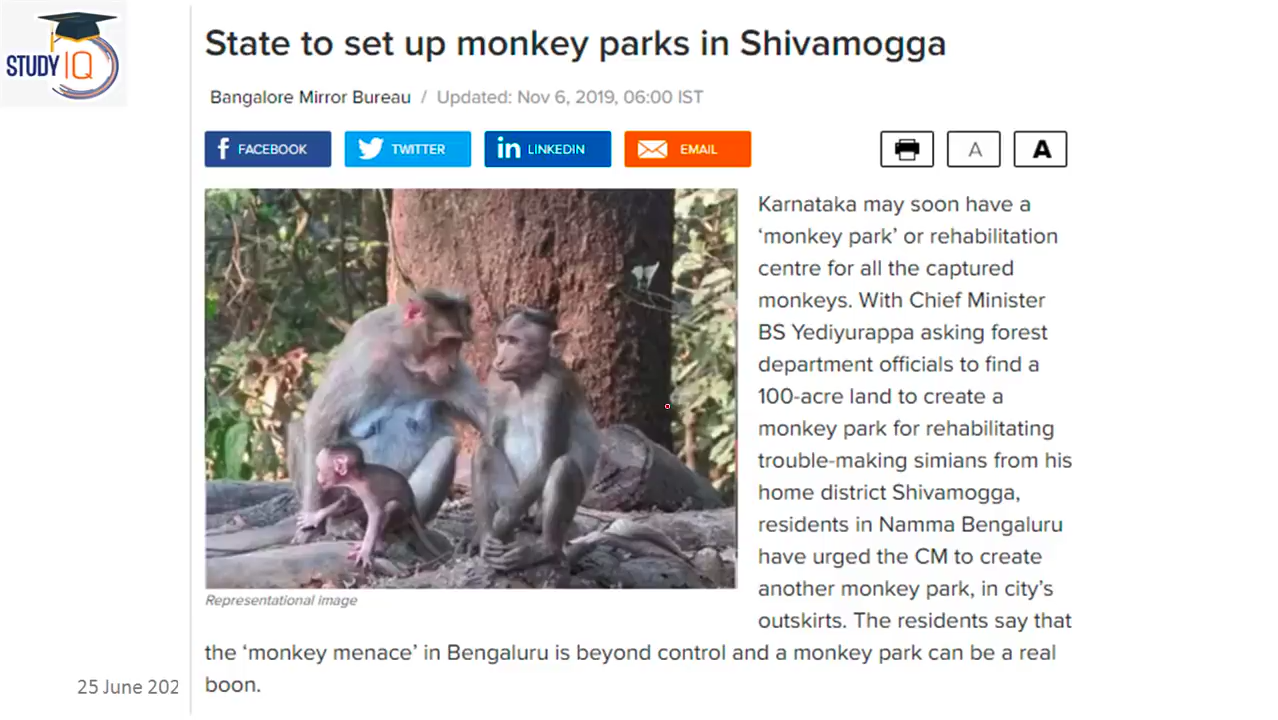 STUDY IQ
State to set up monkey parks in Shivamogga
Bangalore Mirror Bureau / Updated: Nov 6, 2019, 06:00 IST
FACEBOOK
TWITTER
in LINKEDIN
EMAIL
A
A
Karnataka may soon have a
‘monkey park’ or rehabilitation
centre for all the captured
monkeys. With Chief Minister
BS Yediyurappa asking forest
department officials to find a
100-acre land to create a
monkey park for rehabilitating
trouble-making simians from his
home district Shivamogga,
residents in Namma Bengaluru
have urged the CM to create
another monkey park, in city’s
outskirts. The residents say that
the ‘monkey menace’ in Bengaluru is beyond control and a monkey park can be a real
boon.
Representational image
25 June 202